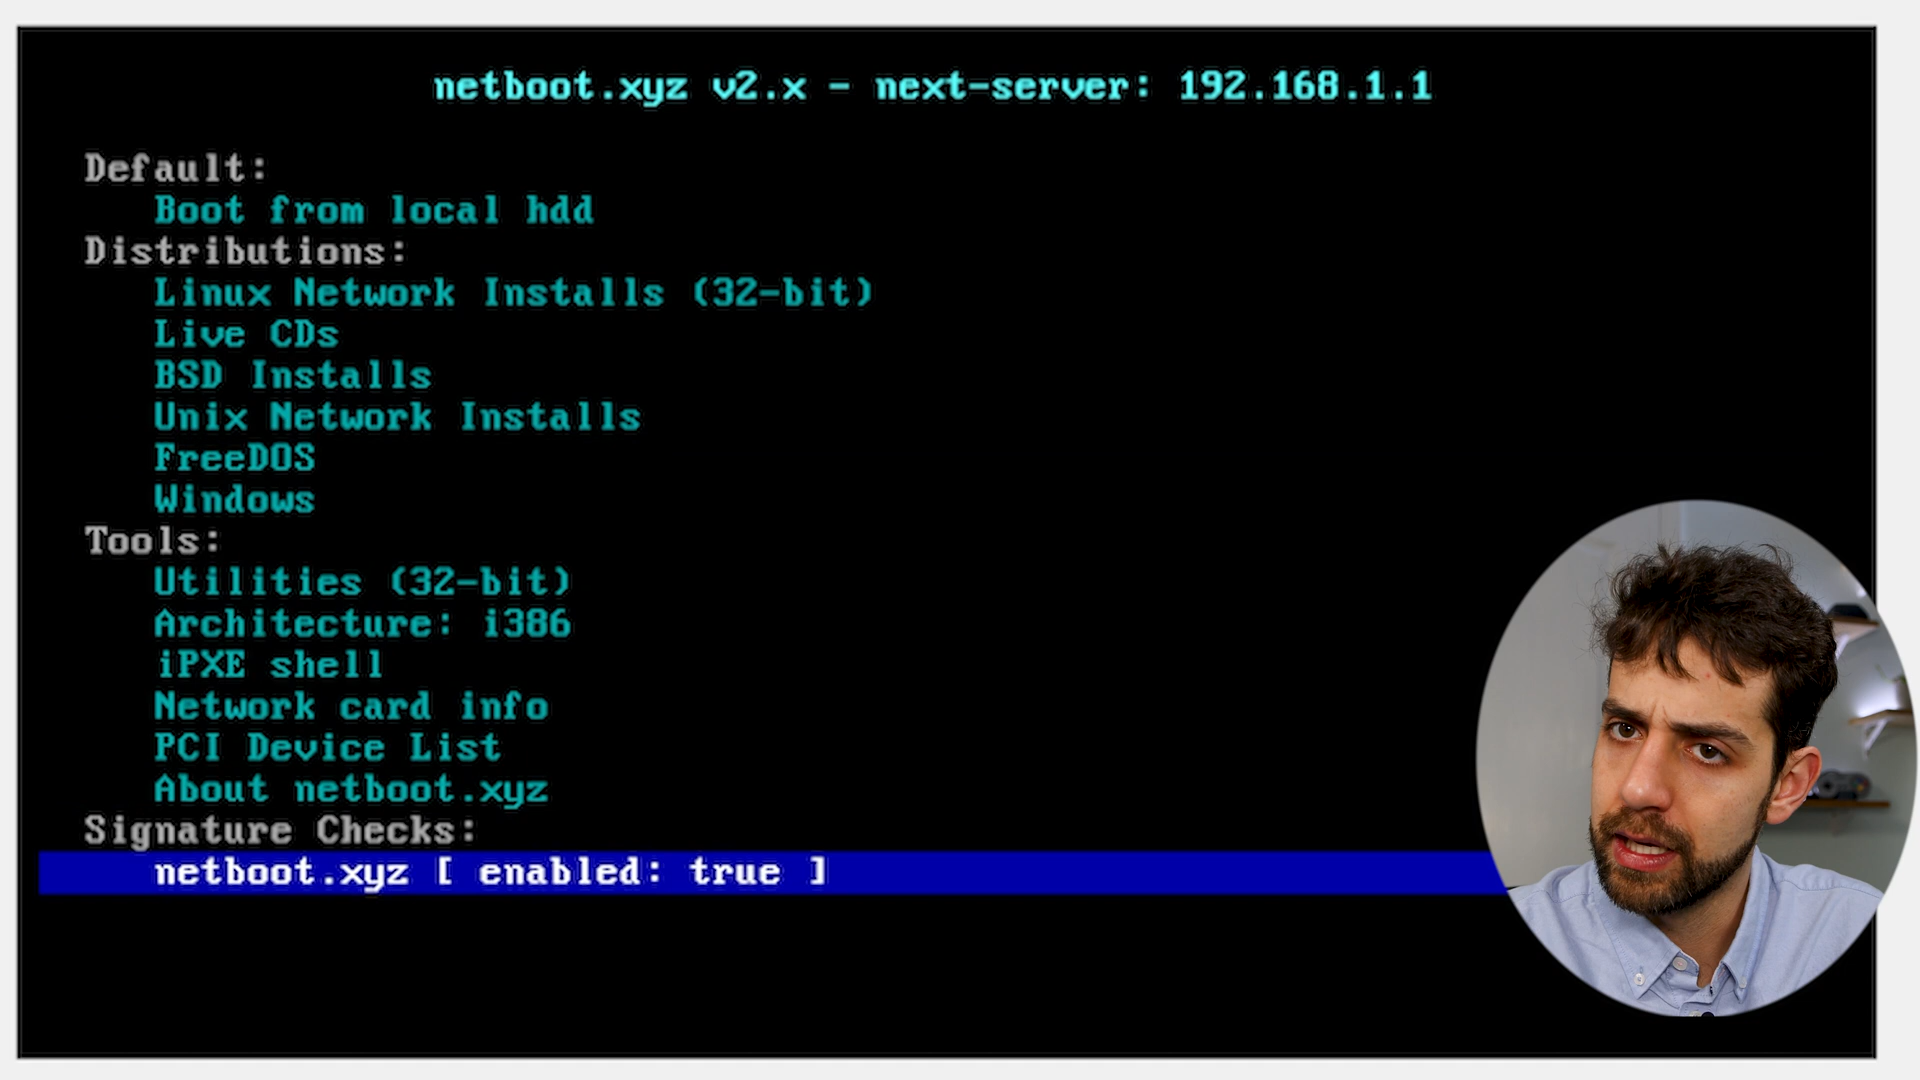 netboot.xyz v2.x - next-server: 192.168.1.1
Default:
Boot from local hdd
Distributions:
Linux Network Installs (32-bit)
Live CDs
BSD Installs
Unix Network Installs
FreeDOS
Windows
Tools:
Utilities (32-bit)
Architecture: i386
iPXE shell
Network card info
PCI Device List
About netboot.xyz
Signature Checks:
netboot.xyz [ enabled: true ]